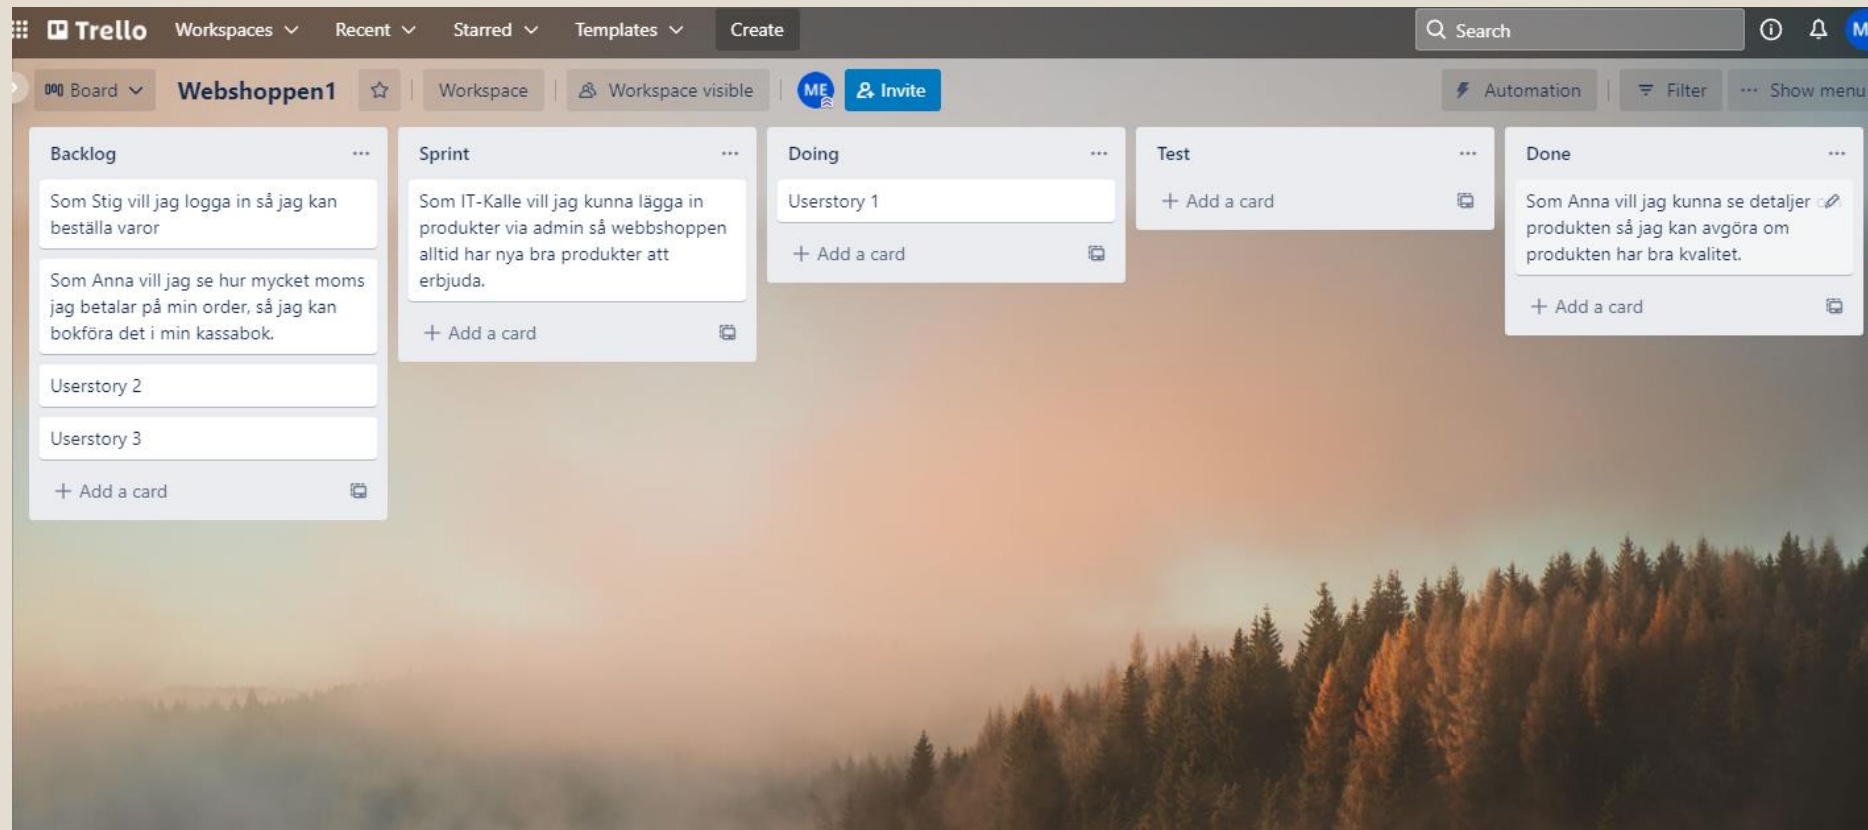 Trello Workspaces Recent Starred Templates Create Search
Board Webshoppen1 Workspace Workspace visible ME Invite Automation Filter Show menu
Backlog
Som Stig vill jag logga in så jag kan
beställa varor
Som Anna vill jag se hur mycket moms
jag betalar på min order, så jag kan
bokföra det i min kassabok.
Userstory 2
Userstory 3
+ Add a card
Sprint
Som IT-Kalle vill jag kunna lägga in
produkter via admin så webbshoppen
alltid har nya bra produkter att
erbjuda.
+ Add a card
Doing
Userstory 1
+ Add a card
Test
+ Add a card
Done
Som Anna vill jag kunna se detaljer
produkten så jag kan avgöra om
produkten har bra kvalitet.
+ Add a card